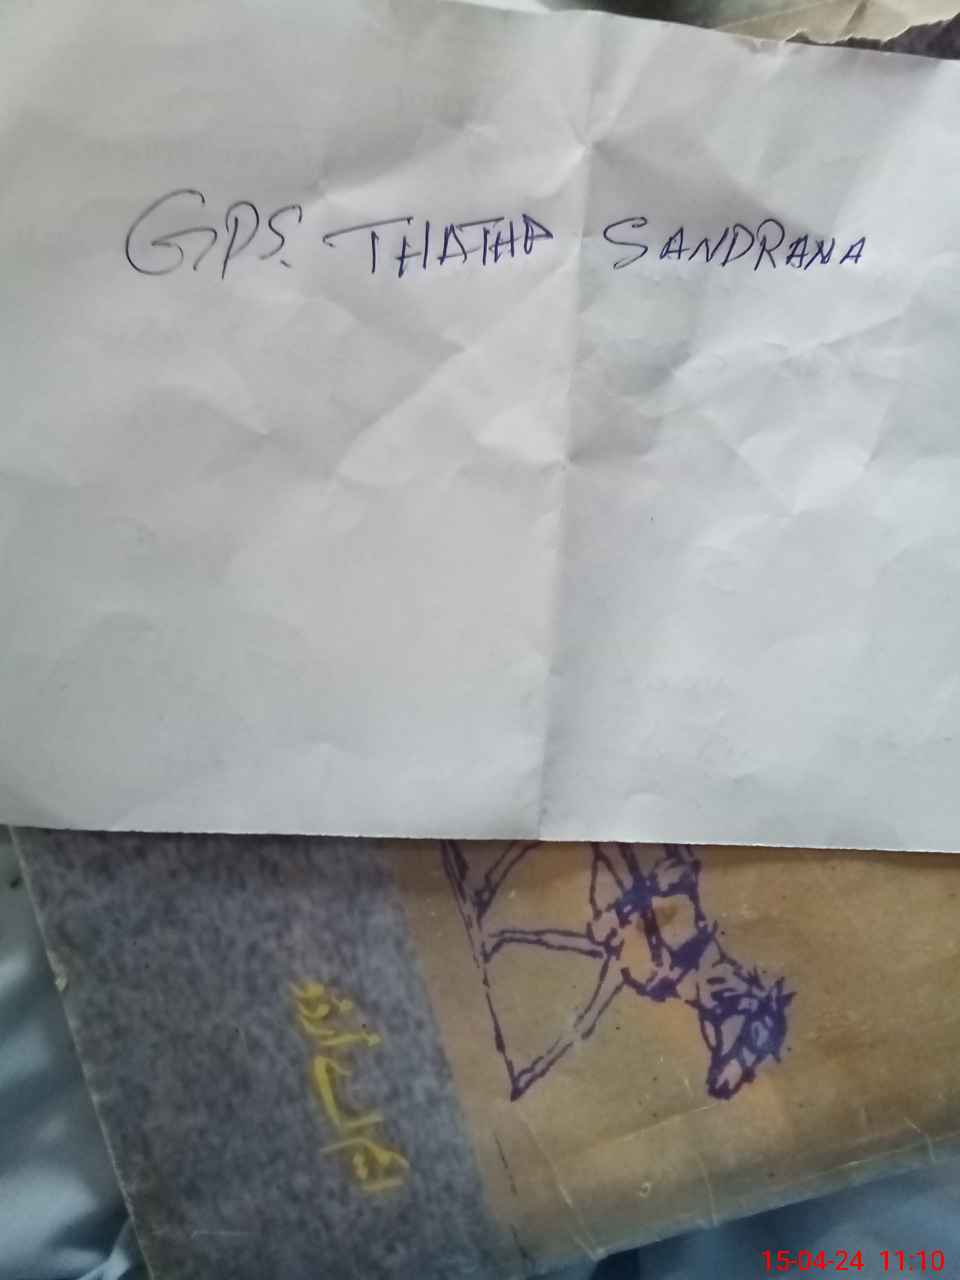 GPS. THATHA SANDRANA
15-04-24 11:10